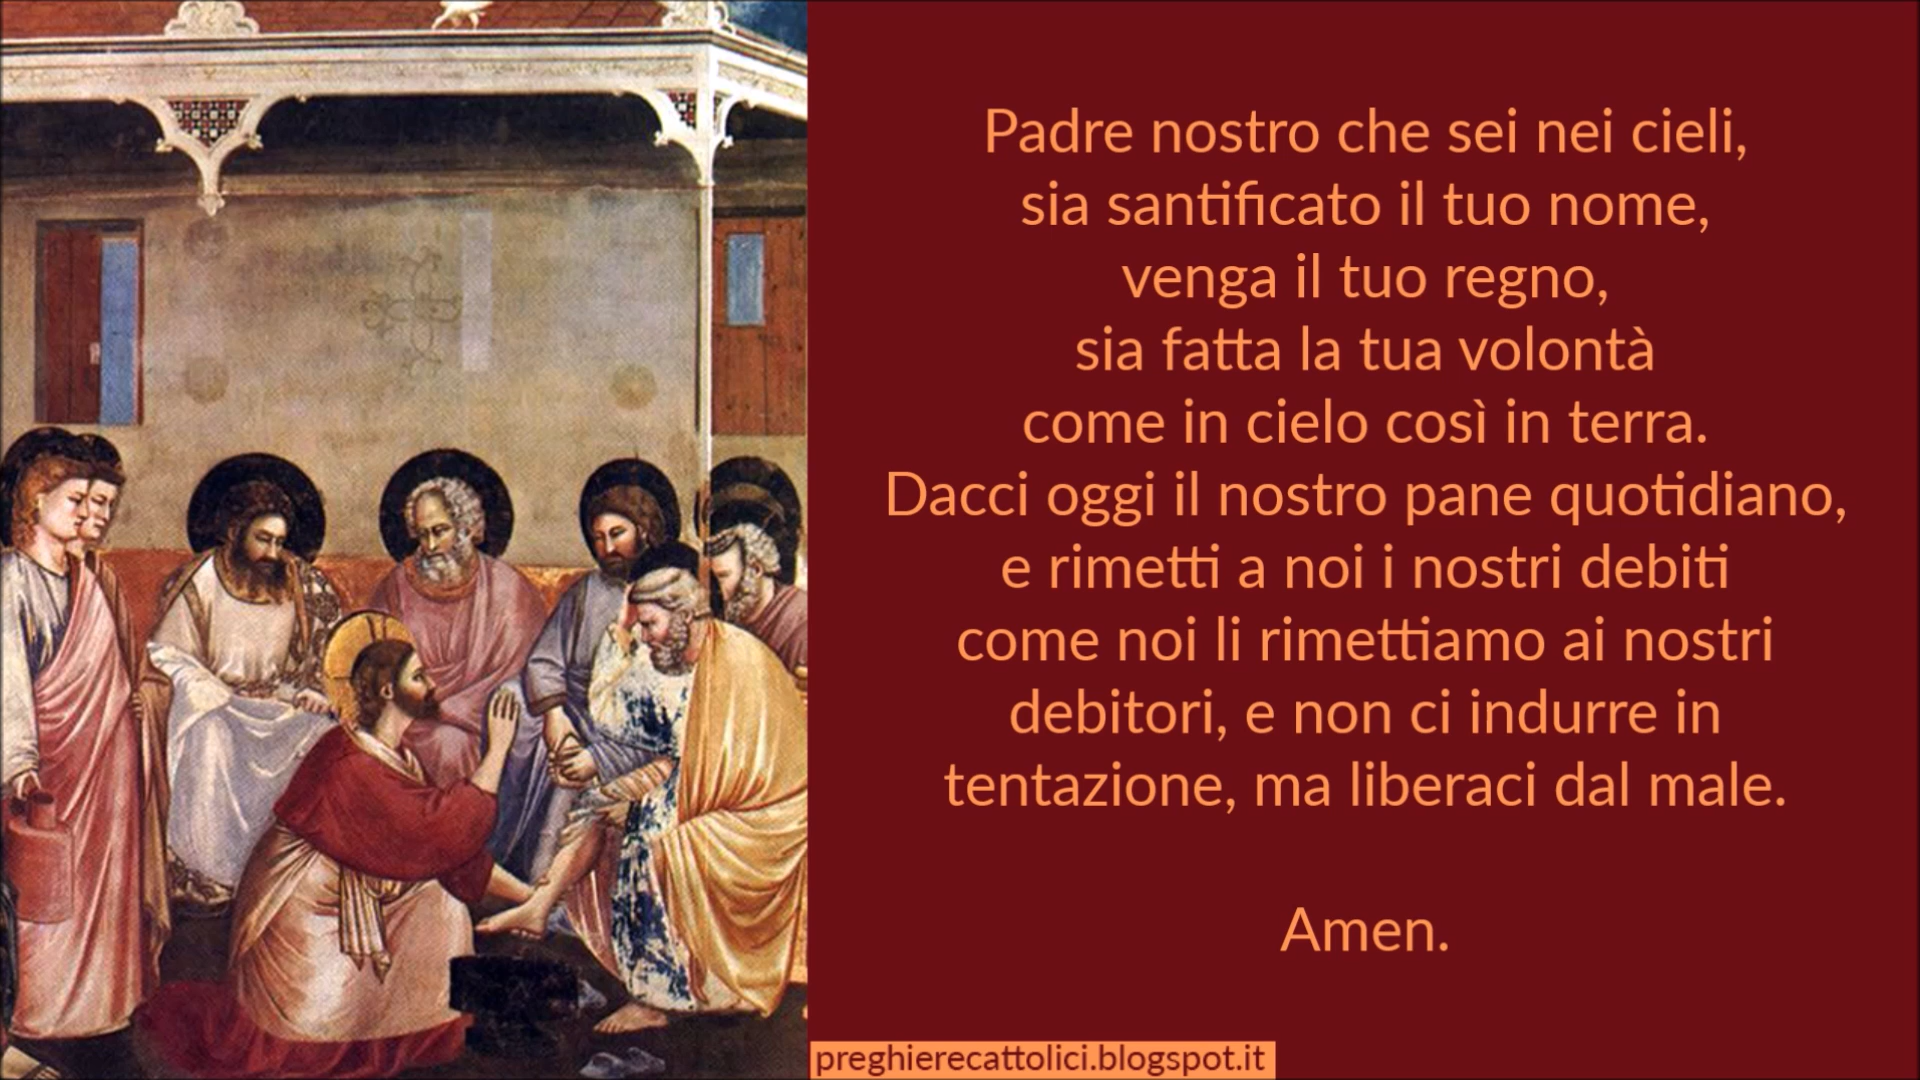 Padre nostro che sei nei cieli,
sia santificato il tuo nome,
venga il tuo regno,
sia fatta la tua volontà
come in cielo così in terra.
Dacci oggi il nostro pane quotidiano,
e rimetti a noi i nostri debiti
come noi li rimettiamo ai nostri
debitori, e non ci indurre in
tentazione, ma liberaci dal male.
Amen.
preghierecattolici.blogspot.it